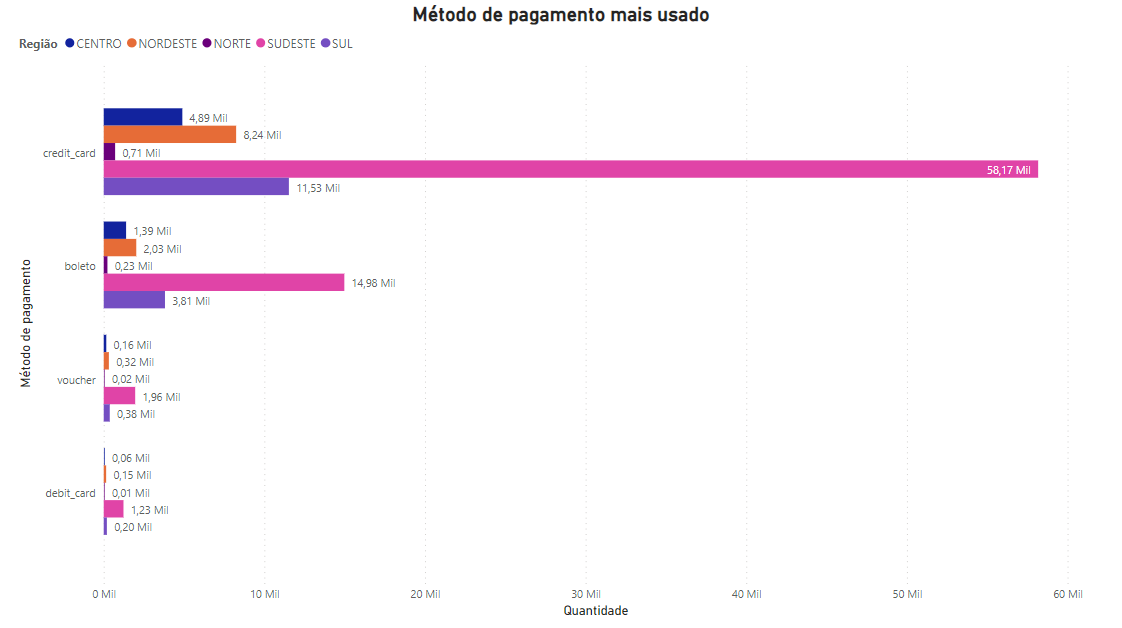 Método de pagamento mais usado
Região CENTRO NORDESTE NORTE SUDESTE SUL
Método de pagamento
credit_card
4,89 Mil
8,24 Mil
0,71 Mil
58,17 Mil
11,53 Mil
boleto
1,39 Mil
2,03 Mil
0,23 Mil
14,98 Mil
3,81 Mil
voucher
0,16 Mil
0,32 Mil
0,02 Mil
1,96 Mil
0,38 Mil
debit_card
0,06 Mil
0,15 Mil
0,01 Mil
1,23 Mil
0,20 Mil
0 Mil 10 Mil 20 Mil 30 Mil 40 Mil 50 Mil 60 Mil
Quantidade